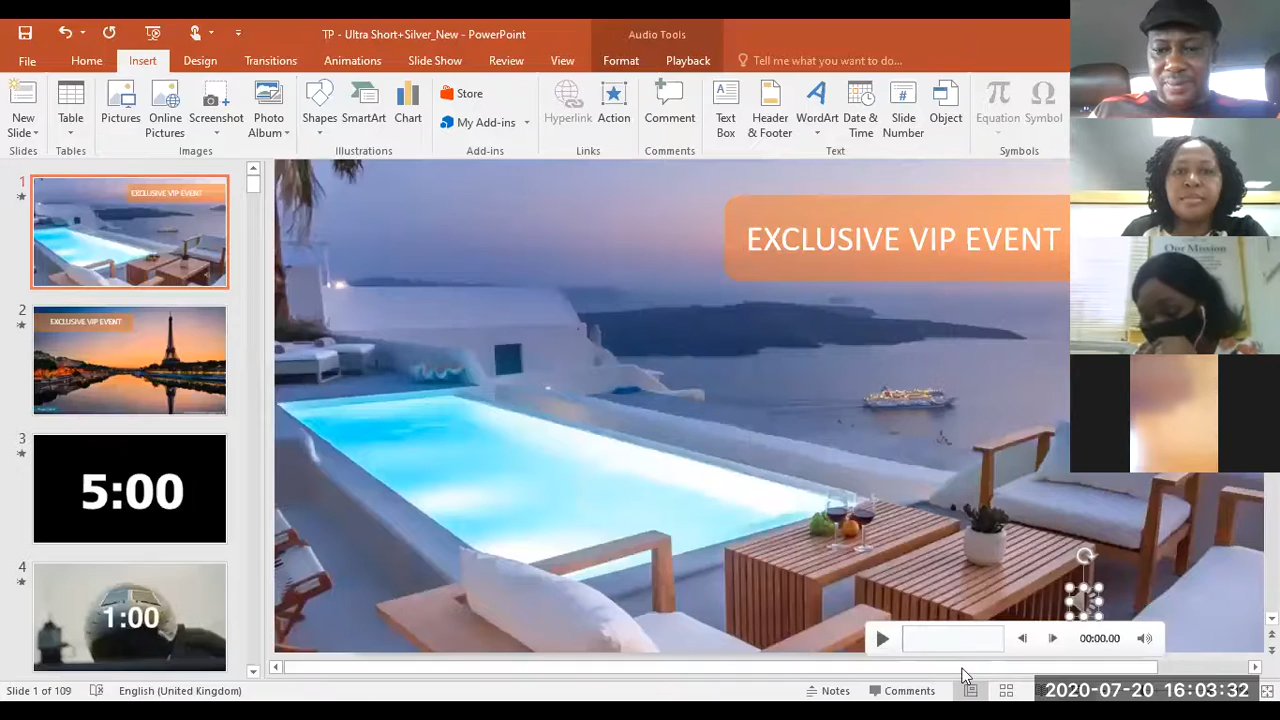 TP - Ultra Short+Silver_New - PowerPoint
Audio Tools
File Home Insert Design Transitions Animations Slide Show Review View Format Playback Tell me what you want to do...
New Slide
Slides
Table
Tables
Pictures
Online Pictures
Screenshot
Photo Album
Images
Shapes
SmartArt
Chart
Illustrations
Store
My Add-ins
Add-ins
Hyperlink
Action
Links
Comment
Comments
Text Box
Header & Footer
WordArt
Date & Time
Slide Number
Object
Text
Equation
Symbol
Symbols
1
EXCLUSIVE VIP EVENT
2
EXCLUSIVE VIP EVENT
3
5:00
4
1:00
EXCLUSIVE VIP EVENT
Our Mission
00:00.00
Slide 1 of 109
English (United Kingdom)
Notes
Comments
2020-07-20 16:03:32